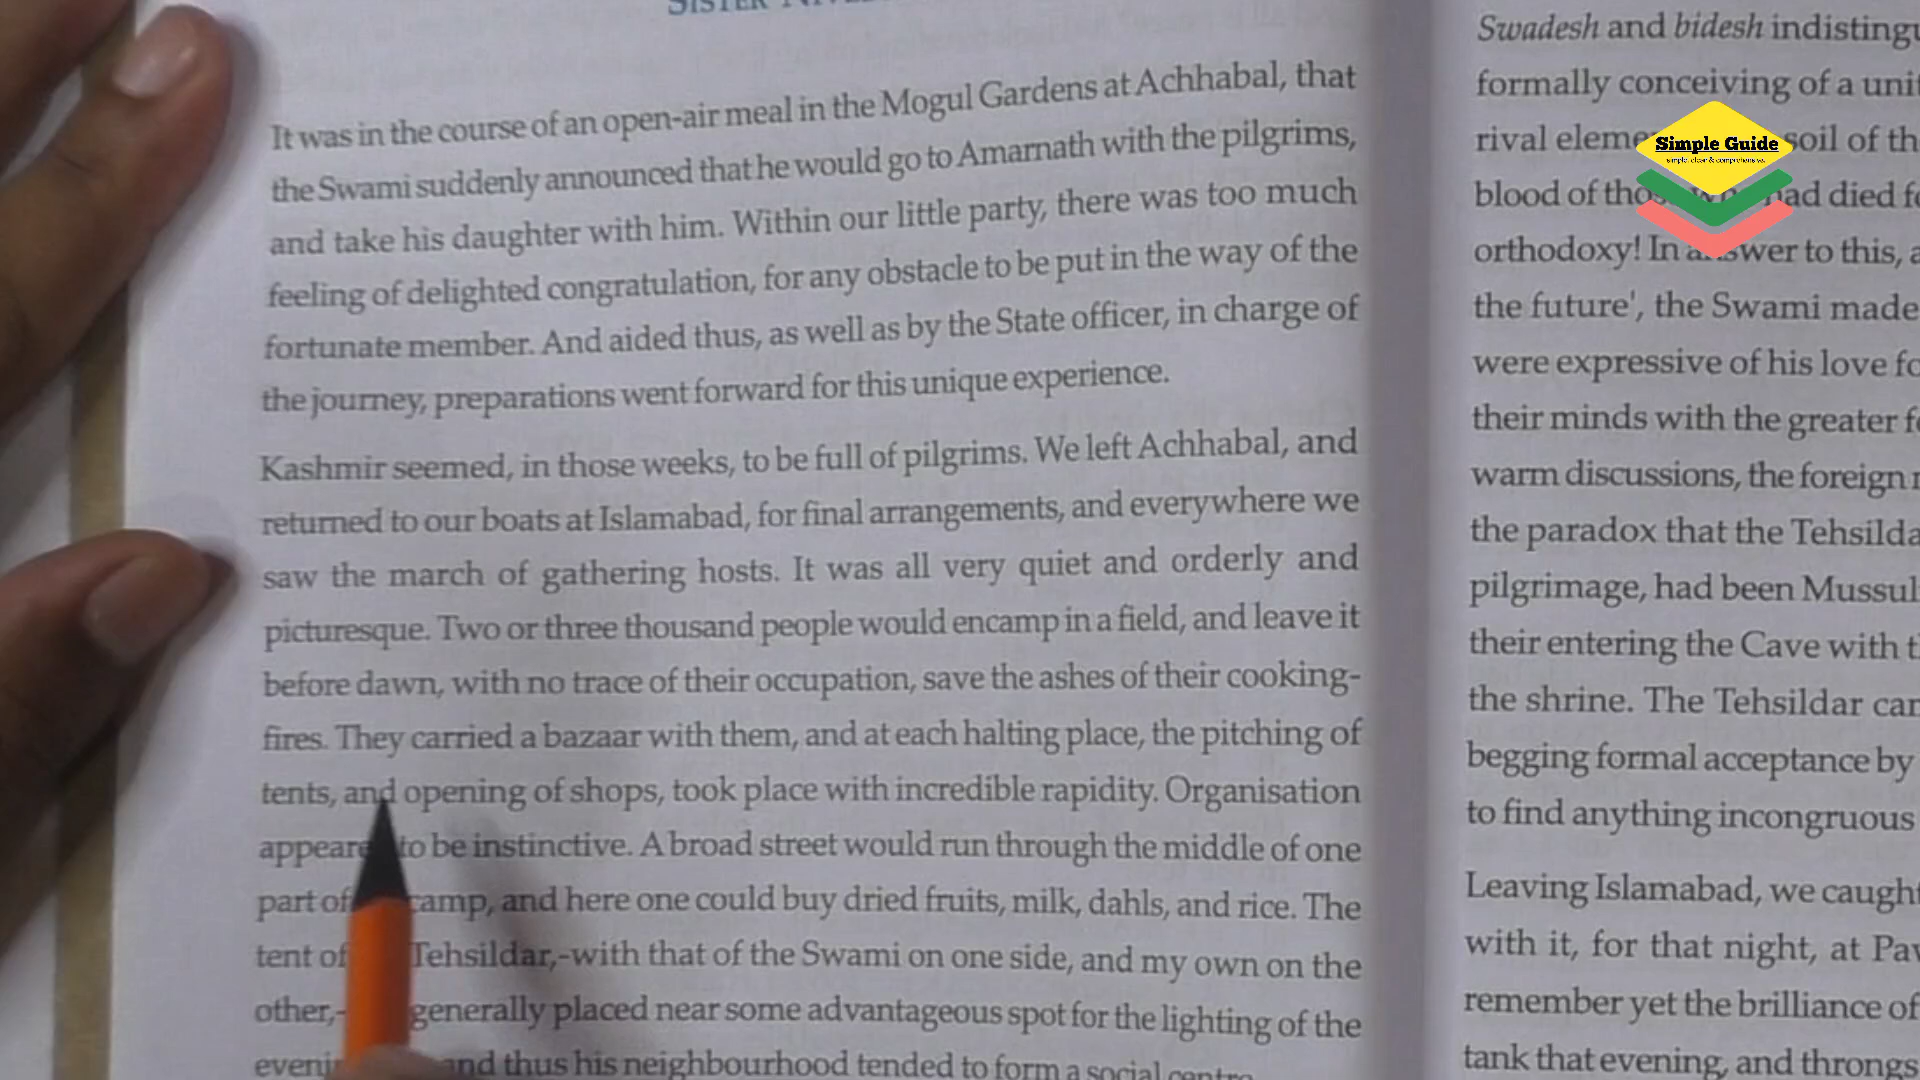 It was in the course of an open-air meal in the Mogul Gardens at Achhabal, that
the Swami suddenly announced that he would go to Amarnath with the pilgrims,
and take his daughter with him. Within our little party, there was too much
feeling of delighted congratulation, for any obstacle to be put in the way of the
fortunate member. And aided thus, as well as by the State officer, in charge of
the journey, preparations went forward for this unique experience.
Kashmir seemed, in those weeks, to be full of pilgrims. We left Achhabal, and
returned to our boats at Islamabad, for final arrangements, and everywhere we
saw the march of gathering hosts. It was all very quiet and orderly and
picturesque. Two or three thousand people would encamp in a field, and leave it
before dawn, with no trace of their occupation, save the ashes of their cooking-
fires. They carried a bazaar with them, and at each halting place, the pitching of
tents, and opening of shops, took place with incredible rapidity. Organisation
to be instinctive. A broad street would run through the middle of one
part of camp, and here one could buy dried fruits, milk, dahls, and rice. The
tent of Tehsildar,-with that of the Swami on one side, and my own on the
other,- generally placed near some advantageous spot for the lighting of the
and thus his neighbourhood tended to form a social
Swadesh and bidesh
formally conceiving of a
rival soil of
blood of had died
orthodoxy! In answer to this,
the future', the Swami made
were expressive of his love
their minds with the greater
warm discussions, the foreign
the paradox that the
pilgrimage, had been
their entering the Cave with
the shrine. The Tehsildar
begging formal acceptance by
to find anything incongruous
Leaving Islamabad, we
with it, for that night, at
remember yet the brilliance of
tank that evening, and
Simple Guide
simple, clear & comprehensive.